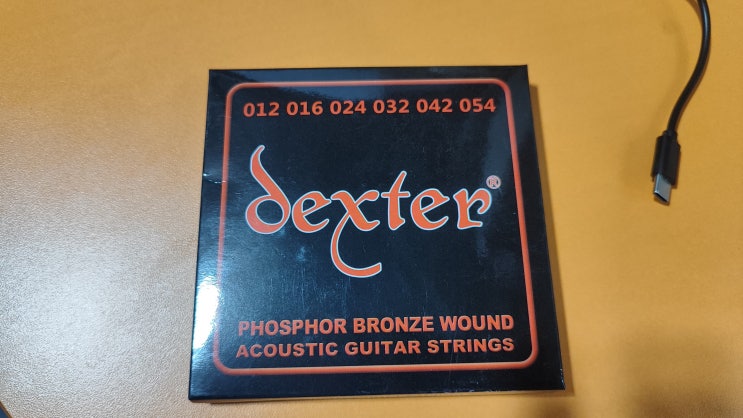 012 016 024 032 042 054
dexter®
PHOSPHOR BRONZE WOUND
ACOUSTIC GUITAR STRINGS